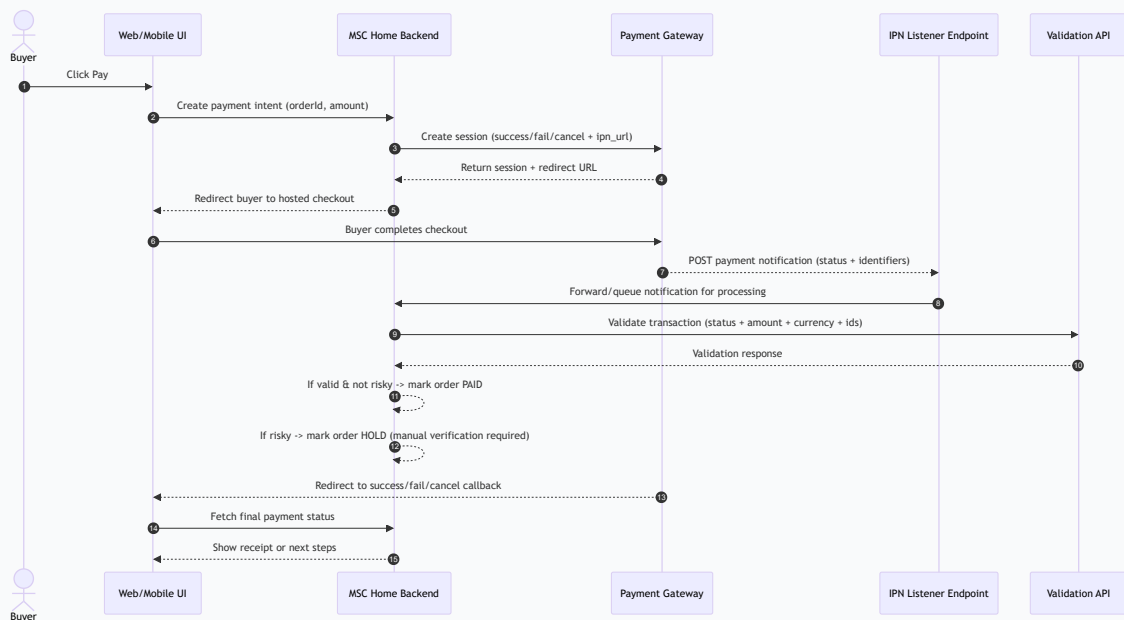 Buyer
Web/Mobile UI
MSC Home Backend
Payment Gateway
IPN Listener Endpoint
Validation API
1
Click Pay
2
Create payment intent (orderId, amount)
3
Create session (success/fail/cancel + ipn_url)
4
Return session + redirect URL
5
Redirect buyer to hosted checkout
6
Buyer completes checkout
7
POST payment notification (status + identifiers)
8
Forward/queue notification for processing
9
Validate transaction (status + amount + currency + ids)
10
Validation response
11
If valid & not risky -> mark order PAID
12
If risky -> mark order HOLD (manual verification required)
13
Redirect to success/fail/cancel callback
14
Fetch final payment status
15
Show receipt or next steps
Buyer
Web/Mobile UI
MSC Home Backend
Payment Gateway
IPN Listener Endpoint
Validation API